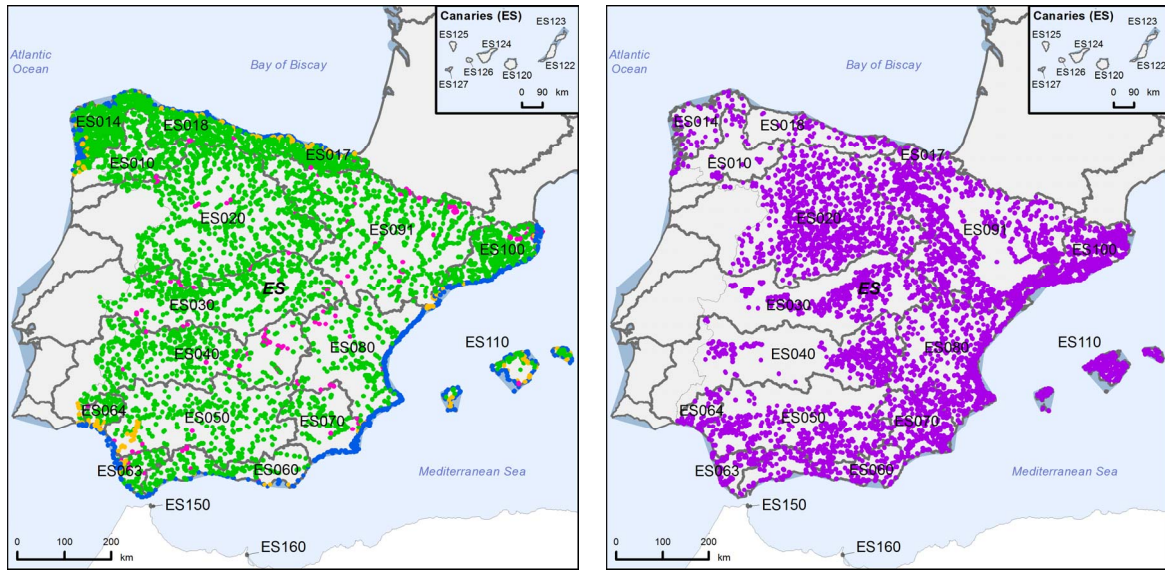 Canaries (ES)
ES123
ES125
ES124
ES126
ES122
ES127
ES120
0 90
km
Atlantic
Ocean
Bay of Biscay
ES014
ES018
ES017
ES010
ES020
ES091
ES100
ES
ES030
ES110
ES040
ES080
ES064
ES050
ES070
ES063
ES060
Mediterranean Sea
ES150
0 100 200
km
ES160
Canaries (ES)
ES123
ES125
ES124
ES126
ES122
ES127
ES120
0 90
km
Atlantic
Ocean
Bay of Biscay
ES014
ES018
ES017
ES010
ES020
ES091
ES100
ES
ES030
ES110
ES040
ES080
ES064
ES050
ES070
ES063
ES060
Mediterranean Sea
ES150
0 100 200
km
ES160